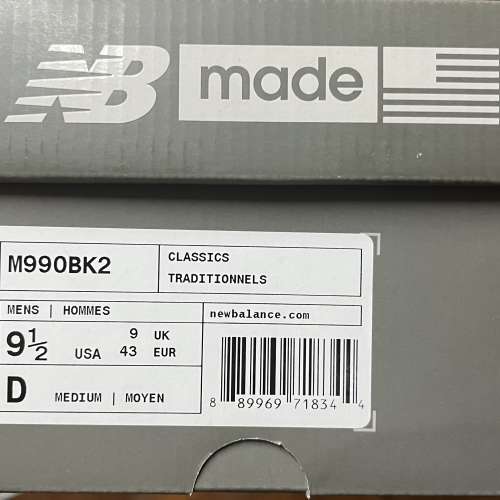 NB made
M990BK2
CLASSICS
TRADITIONNELS
MENS | HOMMES
9½ USA
9 UK
43 EUR
D MEDIUM | MOYEN
newbalance.com
8 89969 71834 4